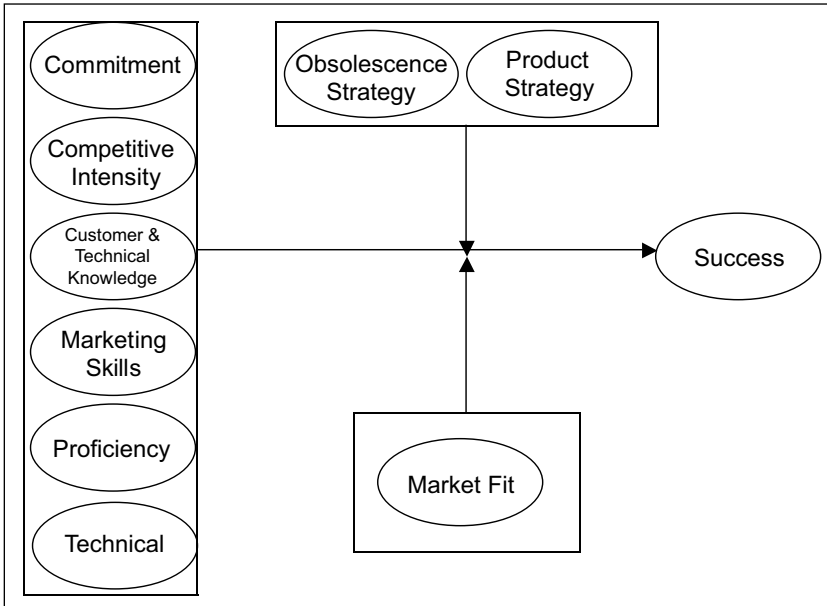 Commitment
Competitive
Intensity
Customer &
Technical
Knowledge
Marketing
Skills
Proficiency
Technical
Obsolescence
Strategy
Product
Strategy
Success
Market Fit